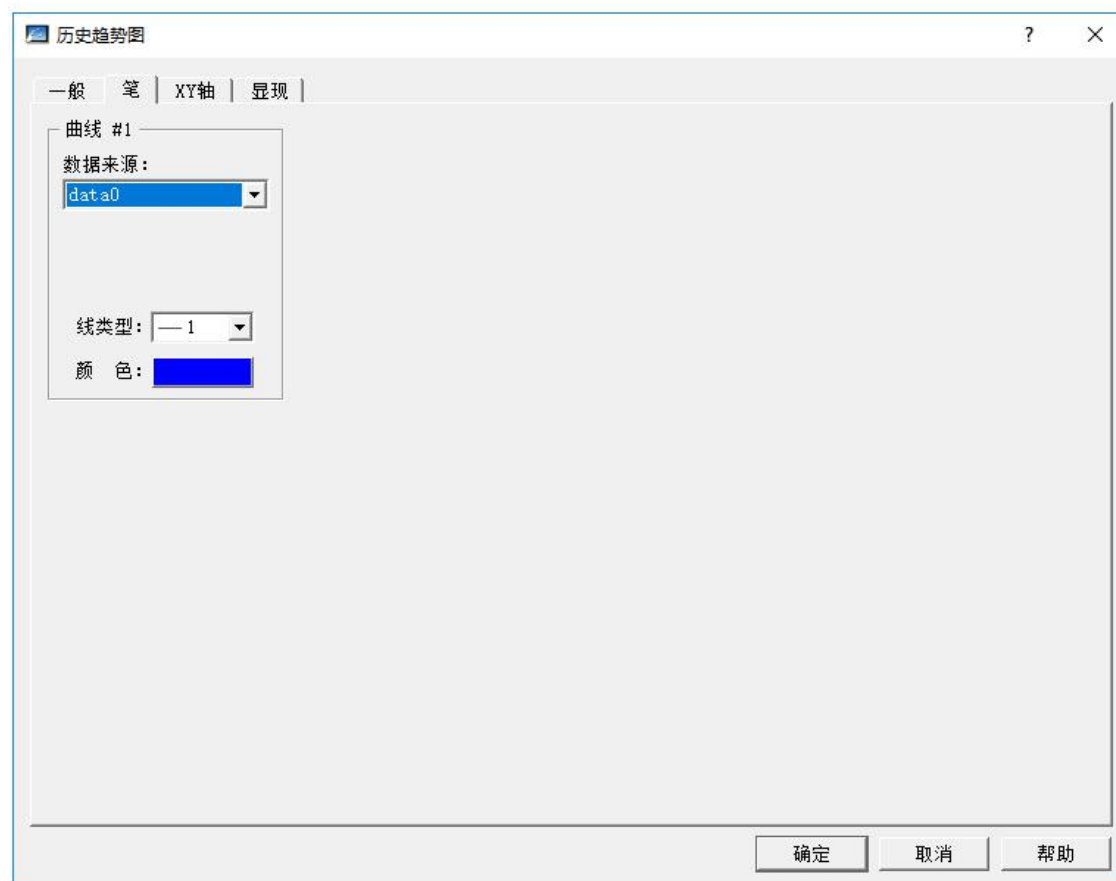 历史趋势图
一般 笔 XY轴 显现
曲线 #1
数据来源:
data0
线类型: 1
颜 色:
确定 取消 帮助